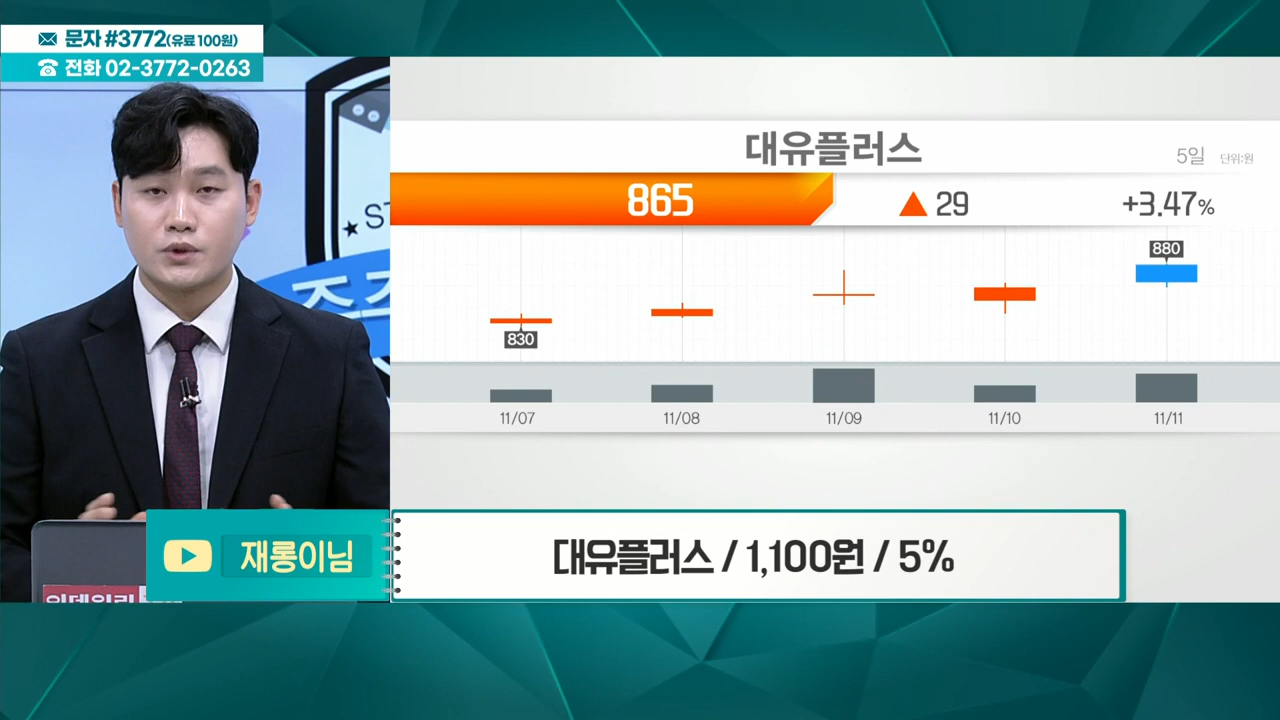 문자 #3772(유료 100원)
전화 02-3772-0263
ST
대유플러스
5일 단위:원
865 ▲ 29 +3.47%
880
830
11/07 11/08 11/09 11/10 11/11
재롱이님
대유플러스 / 1,100원 / 5%